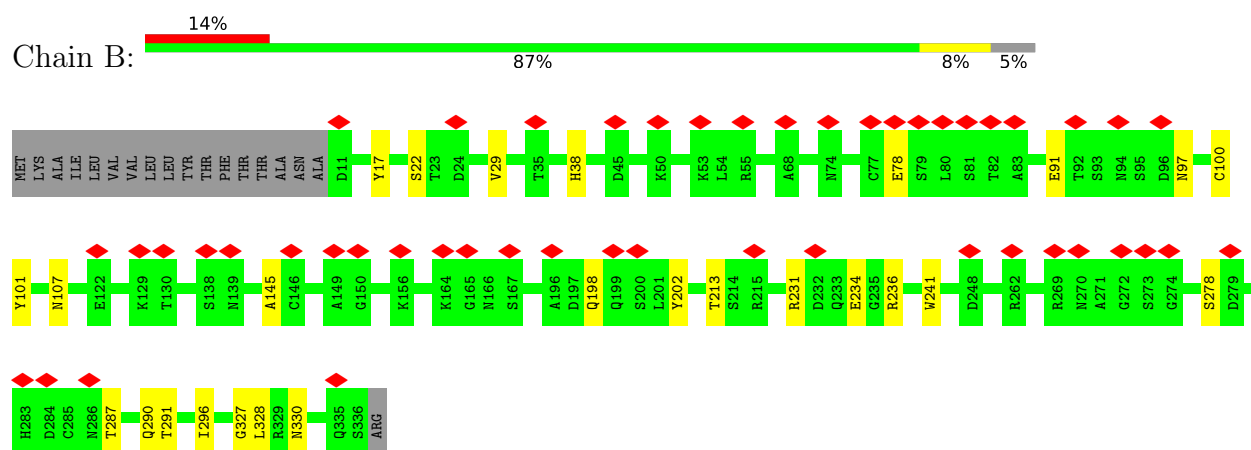 14%
Chain B:
87% 8% 5%
MET LYS ALA ILE LEU VAL VAL LEU LEU TYR THR PHE THR THR ALA ASN ALA D11 Y17 S22 T23 D24 V29 T35 H38 D45 K50 K53 L54 R55 A68 N74 C77 E78 S79 L80 S81 T82 A83 E91 T92 S93 N94 S95 D96 N97 C100
Y101 N107 E122 K129 T130 S138 N139 A145 C146 A149 G150 K156 K164 G165 N166 S167 A196 D197 Q198 Q199 S200 L201 Y202 T213 S214 R215 R231 D232 Q233 E234 G235 R236 W241 D248 R262 R269 N270 A271 G272 S273 G274 S278 D279
H283 D284 C285 N286 T287 Q290 T291 I296 G327 L328 R329 N330 Q335 S336 ARG